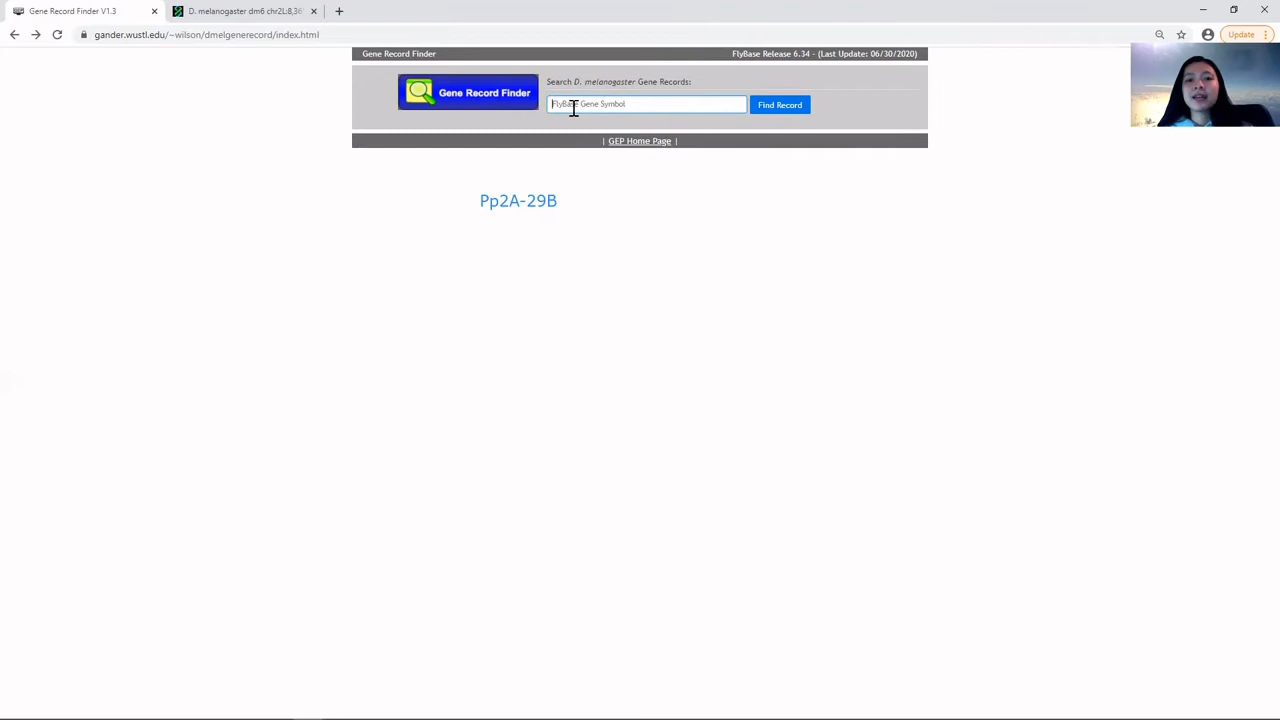 Gene Record Finder V1.3
D. melanogaster dm6 chr2L:8,36
gander.wustl.edu/~wilson/dmelgenerecord/index.html
Update
Gene Record Finder
FlyBase Release 6.34 - (Last Update: 06/30/2020)
Gene Record Finder
Search D. melanogaster Gene Records:
FlyBase Gene Symbol
Find Record
| GEP Home Page |
Pp2A-29B